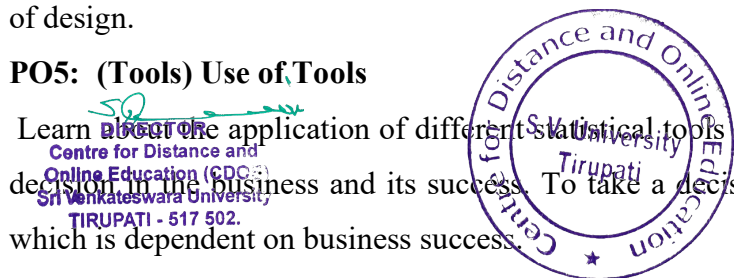 of design.
PO5: (Tools) Use of Tools
Learn about the application of different statistical tools
DIRECTOR
Centre for Distance and
Online Education (CDOE)
decision in the business and its success. To take a decis
Sri Venkateswara University
TIRUPATI - 517 502.
which is dependent on business success.
Centre for Distance and Online Education
S.V. University
Tirupati